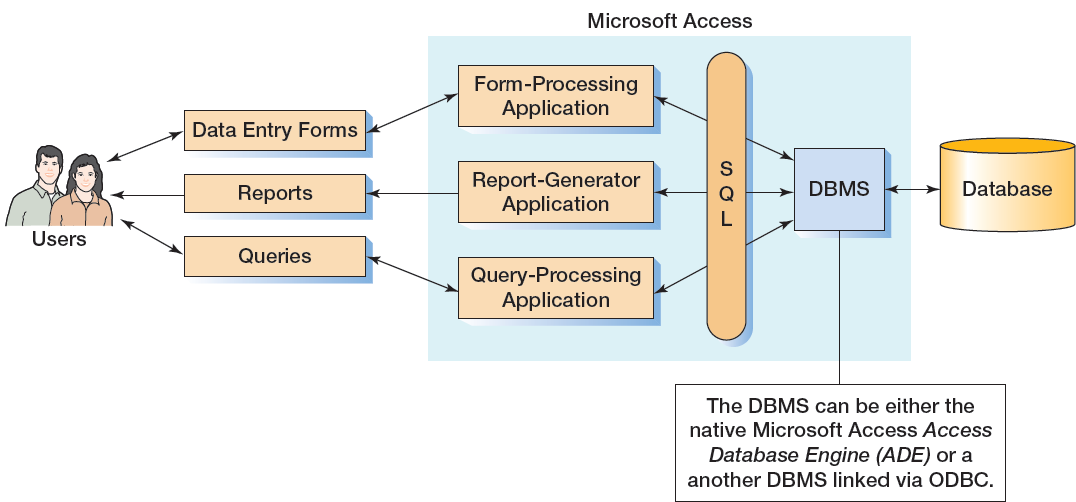 Microsoft Access
Form-Processing
Application
Data Entry Forms
Report-Generator
Application
Reports
Users
Queries
Query-Processing
Application
S
Q
L
DBMS
Database
The DBMS can be either the
native Microsoft Access Access
Database Engine (ADE) or a
another DBMS linked via ODBC.